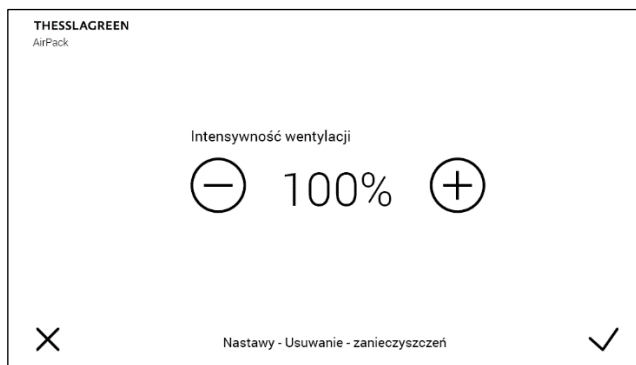 THESSLAGREEN
AirPack
Intensywność wentylacji
100%
Nastawy - Usuwanie - zanieczyszczeń